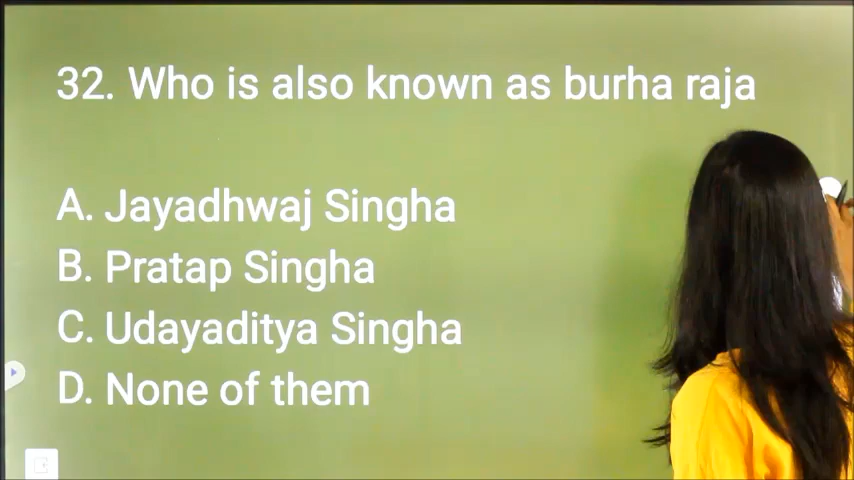 32. Who is also known as burha raja
A. Jayadhwaj Singha
B. Pratap Singha
C. Udayaditya Singha
D. None of them